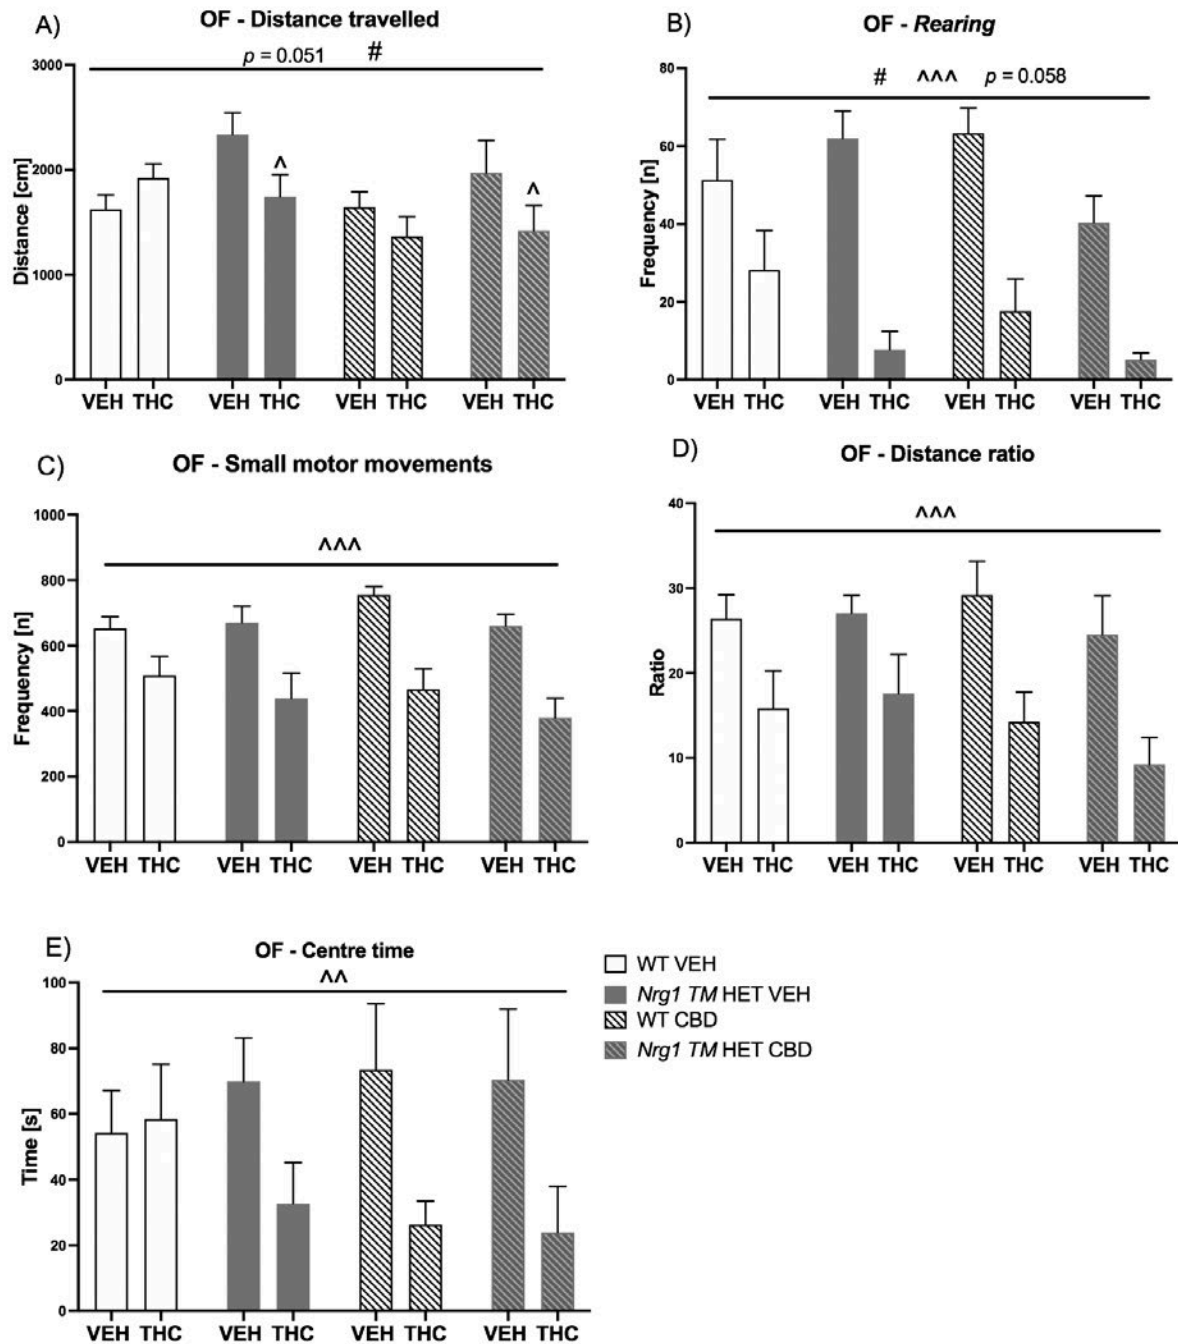 A) OF - Distance travelled
p = 0.051 #
Distance [cm]
3000
2000
1000
0
^
^
VEH THC VEH THC VEH THC VEH THC
B) OF - Rearing
# ^^^ p = 0.058
Frequency [n]
80
60
40
20
0
VEH THC VEH THC VEH THC VEH THC
C) OF - Small motor movements
^^^
Frequency [n]
1000
800
600
400
200
0
VEH THC VEH THC VEH THC VEH THC
D) OF - Distance ratio
^^^
Ratio
40
30
20
10
0
VEH THC VEH THC VEH THC VEH THC
E) OF - Centre time
^^
Time [s]
100
80
60
40
20
0
VEH THC VEH THC VEH THC VEH THC
WT VEH
Nrg1 TM HET VEH
WT CBD
Nrg1 TM HET CBD